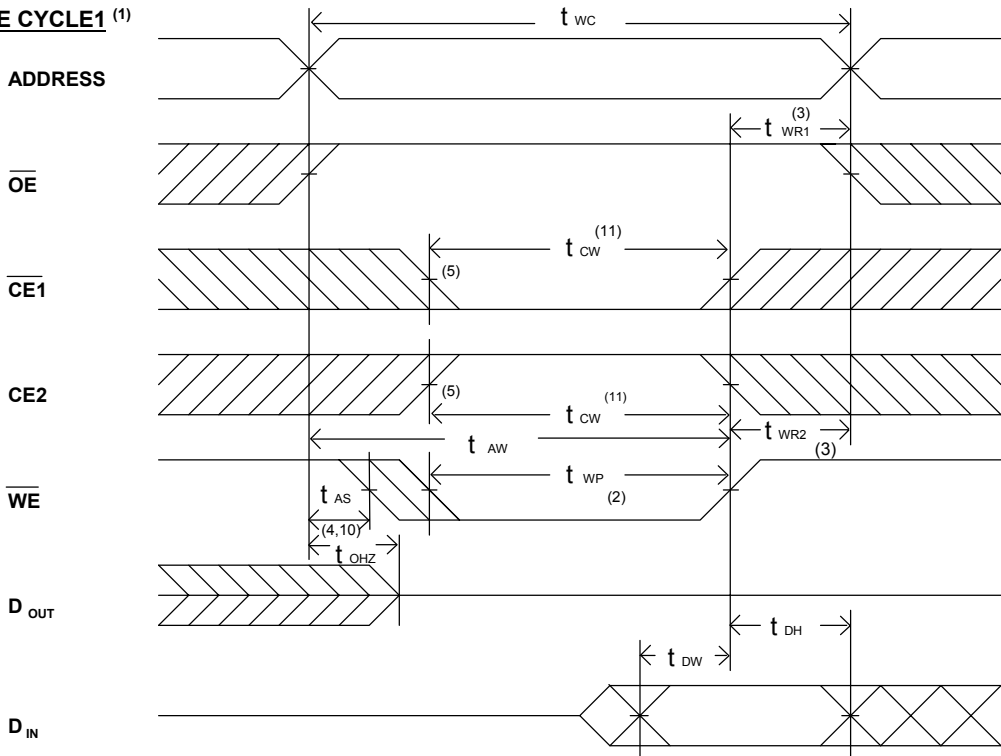 E CYCLE1 (1)
t WC
ADDRESS
t WR1 (3)
OE
t CW (11)
CE1
(5)
CE2
(5)
t CW (11)
t AW
t WR2 (3)
WE
t WP (2)
t AS
(4,10)
t OHZ
D OUT
t DH
t DW
D IN